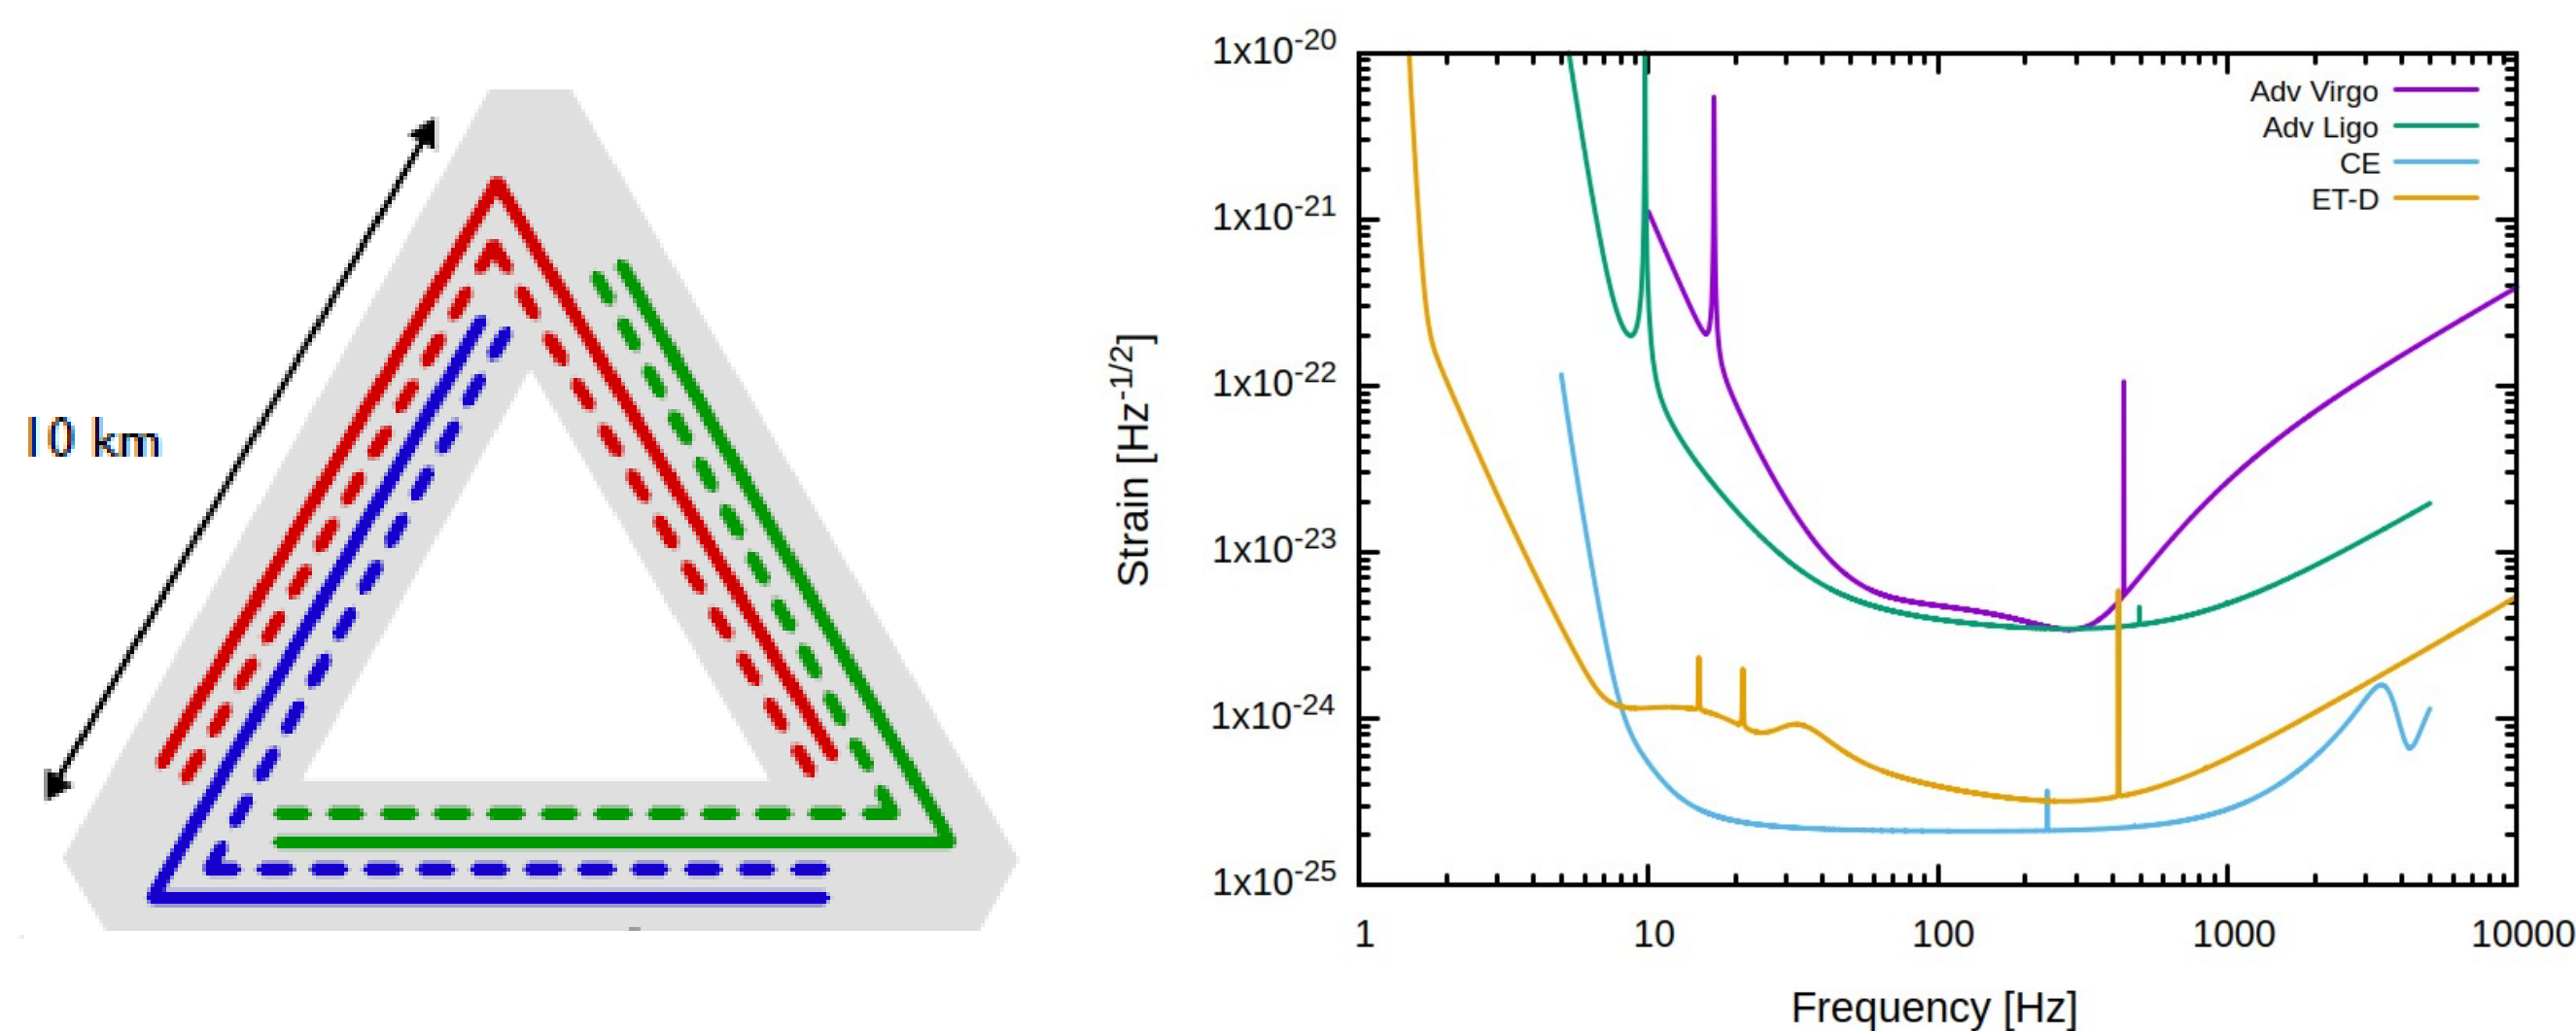 10 km
Strain [Hz^-1/2]
1x10^-20
1x10^-21
1x10^-22
1x10^-23
1x10^-24
1x10^-25
Adv Virgo
Adv Ligo
CE
ET-D
1 10 100 1000 10000
Frequency [Hz]